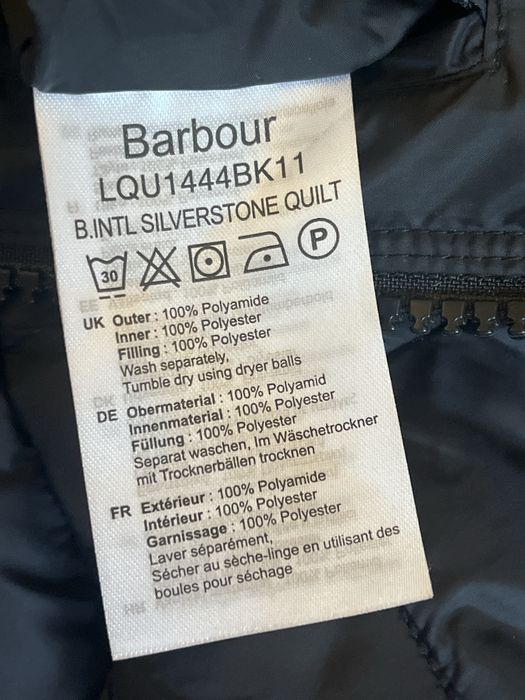 Barbour
LQU1444BK11
B.INTL SILVERSTONE QUILT
30 P
UK Outer : 100% Polyamide
Inner : 100% Polyester
Filling : 100% Polyester
Wash separately,
Tumble dry using dryer balls
DE Obermaterial : 100% Polyamid
Innenmaterial : 100% Polyester
Füllung : 100% Polyester
Separat waschen, Im Wäschetrockner
mit Trocknerbällen trocknen
FR Extérieur : 100% Polyamide
Intérieur : 100% Polyester
Garnissage : 100% Polyester
Laver séparément,
Sécher au sèche-linge en utilisant des
boules pour séchage